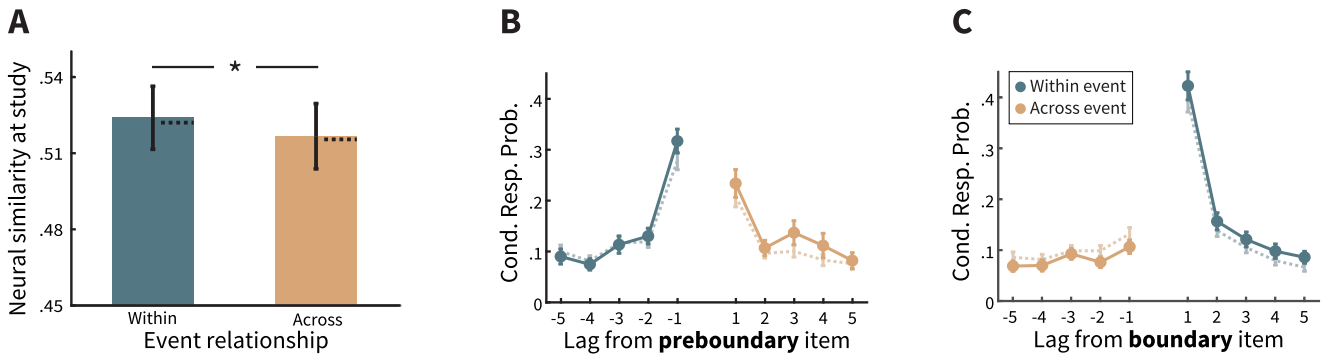 A
Neural similarity at study
.54
.51
.48
.45
*
Within
Across
Event relationship
B
Cond. Resp. Prob.
.4
.3
.2
.1
0
-5 -4 -3 -2 -1 1 2 3 4 5
Lag from preboundary item
C
Cond. Resp. Prob.
.4
.3
.2
.1
0
Within event
Across event
-5 -4 -3 -2 -1 1 2 3 4 5
Lag from boundary item